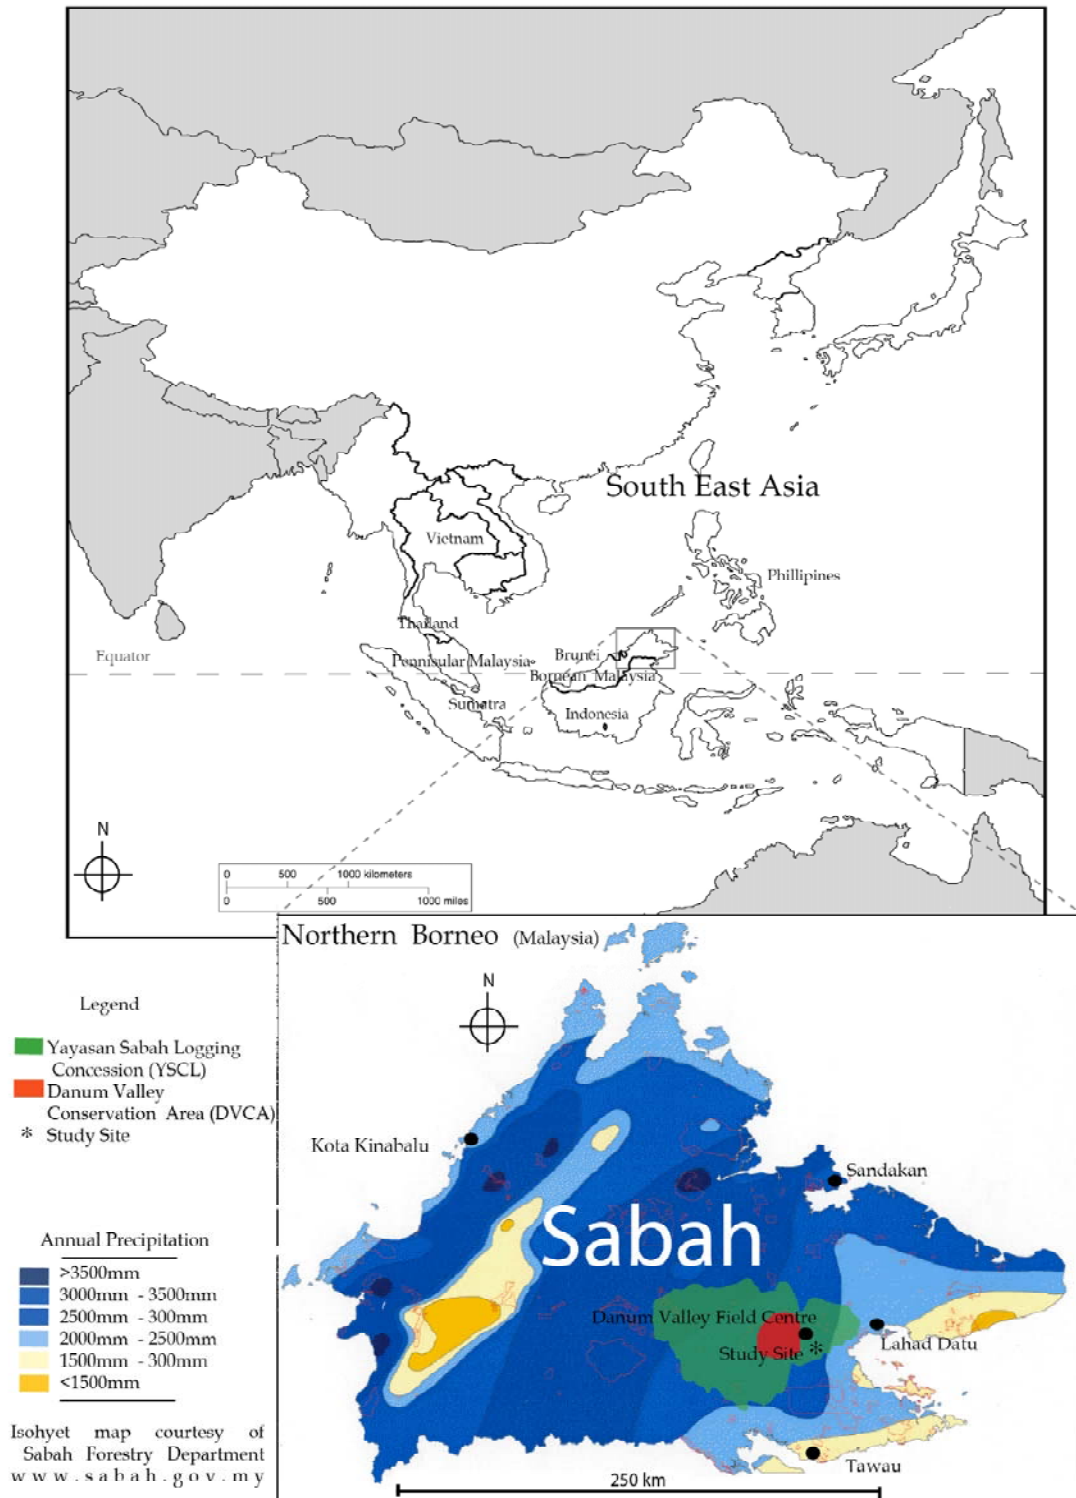 South East Asia
Vietnam
Phillipines
Thailand
Equator
Pennisular Malaysia
Brunei
Bornean Malaysia
Sumatra
Indonesia
N
0 500 1000 kilometers
0 500 1000 miles
Northern Borneo (Malaysia)
N
Legend
Yayasan Sabah Logging
Concession (YSCL)
Danum Valley
Conservation Area (DVCA)
* Study Site
Kota Kinabalu
Sandakan
Sabah
Annual Precipitation
>3500mm
3000mm - 3500mm
2500mm - 300mm
2000mm - 2500mm
1500mm - 300mm
<1500mm
Danum Valley Field Centre
Lahad Datu
Study Site *
Isohyet map courtesy of
Sabah Forestry Department
www.sabah.gov.my
Tawau
250 km